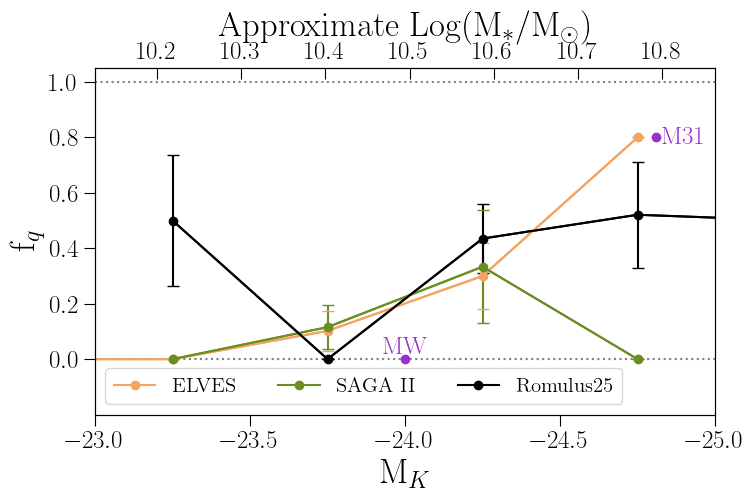 Approximate Log(M*/M☉)
10.2 10.3 10.4 10.5 10.6 10.7 10.8
1.0
M31
0.8
0.6
f_q
0.4
0.2
MW
0.0
ELVES SAGA II Romulus25
−23.0 −23.5 −24.0 −24.5 −25.0
M_K